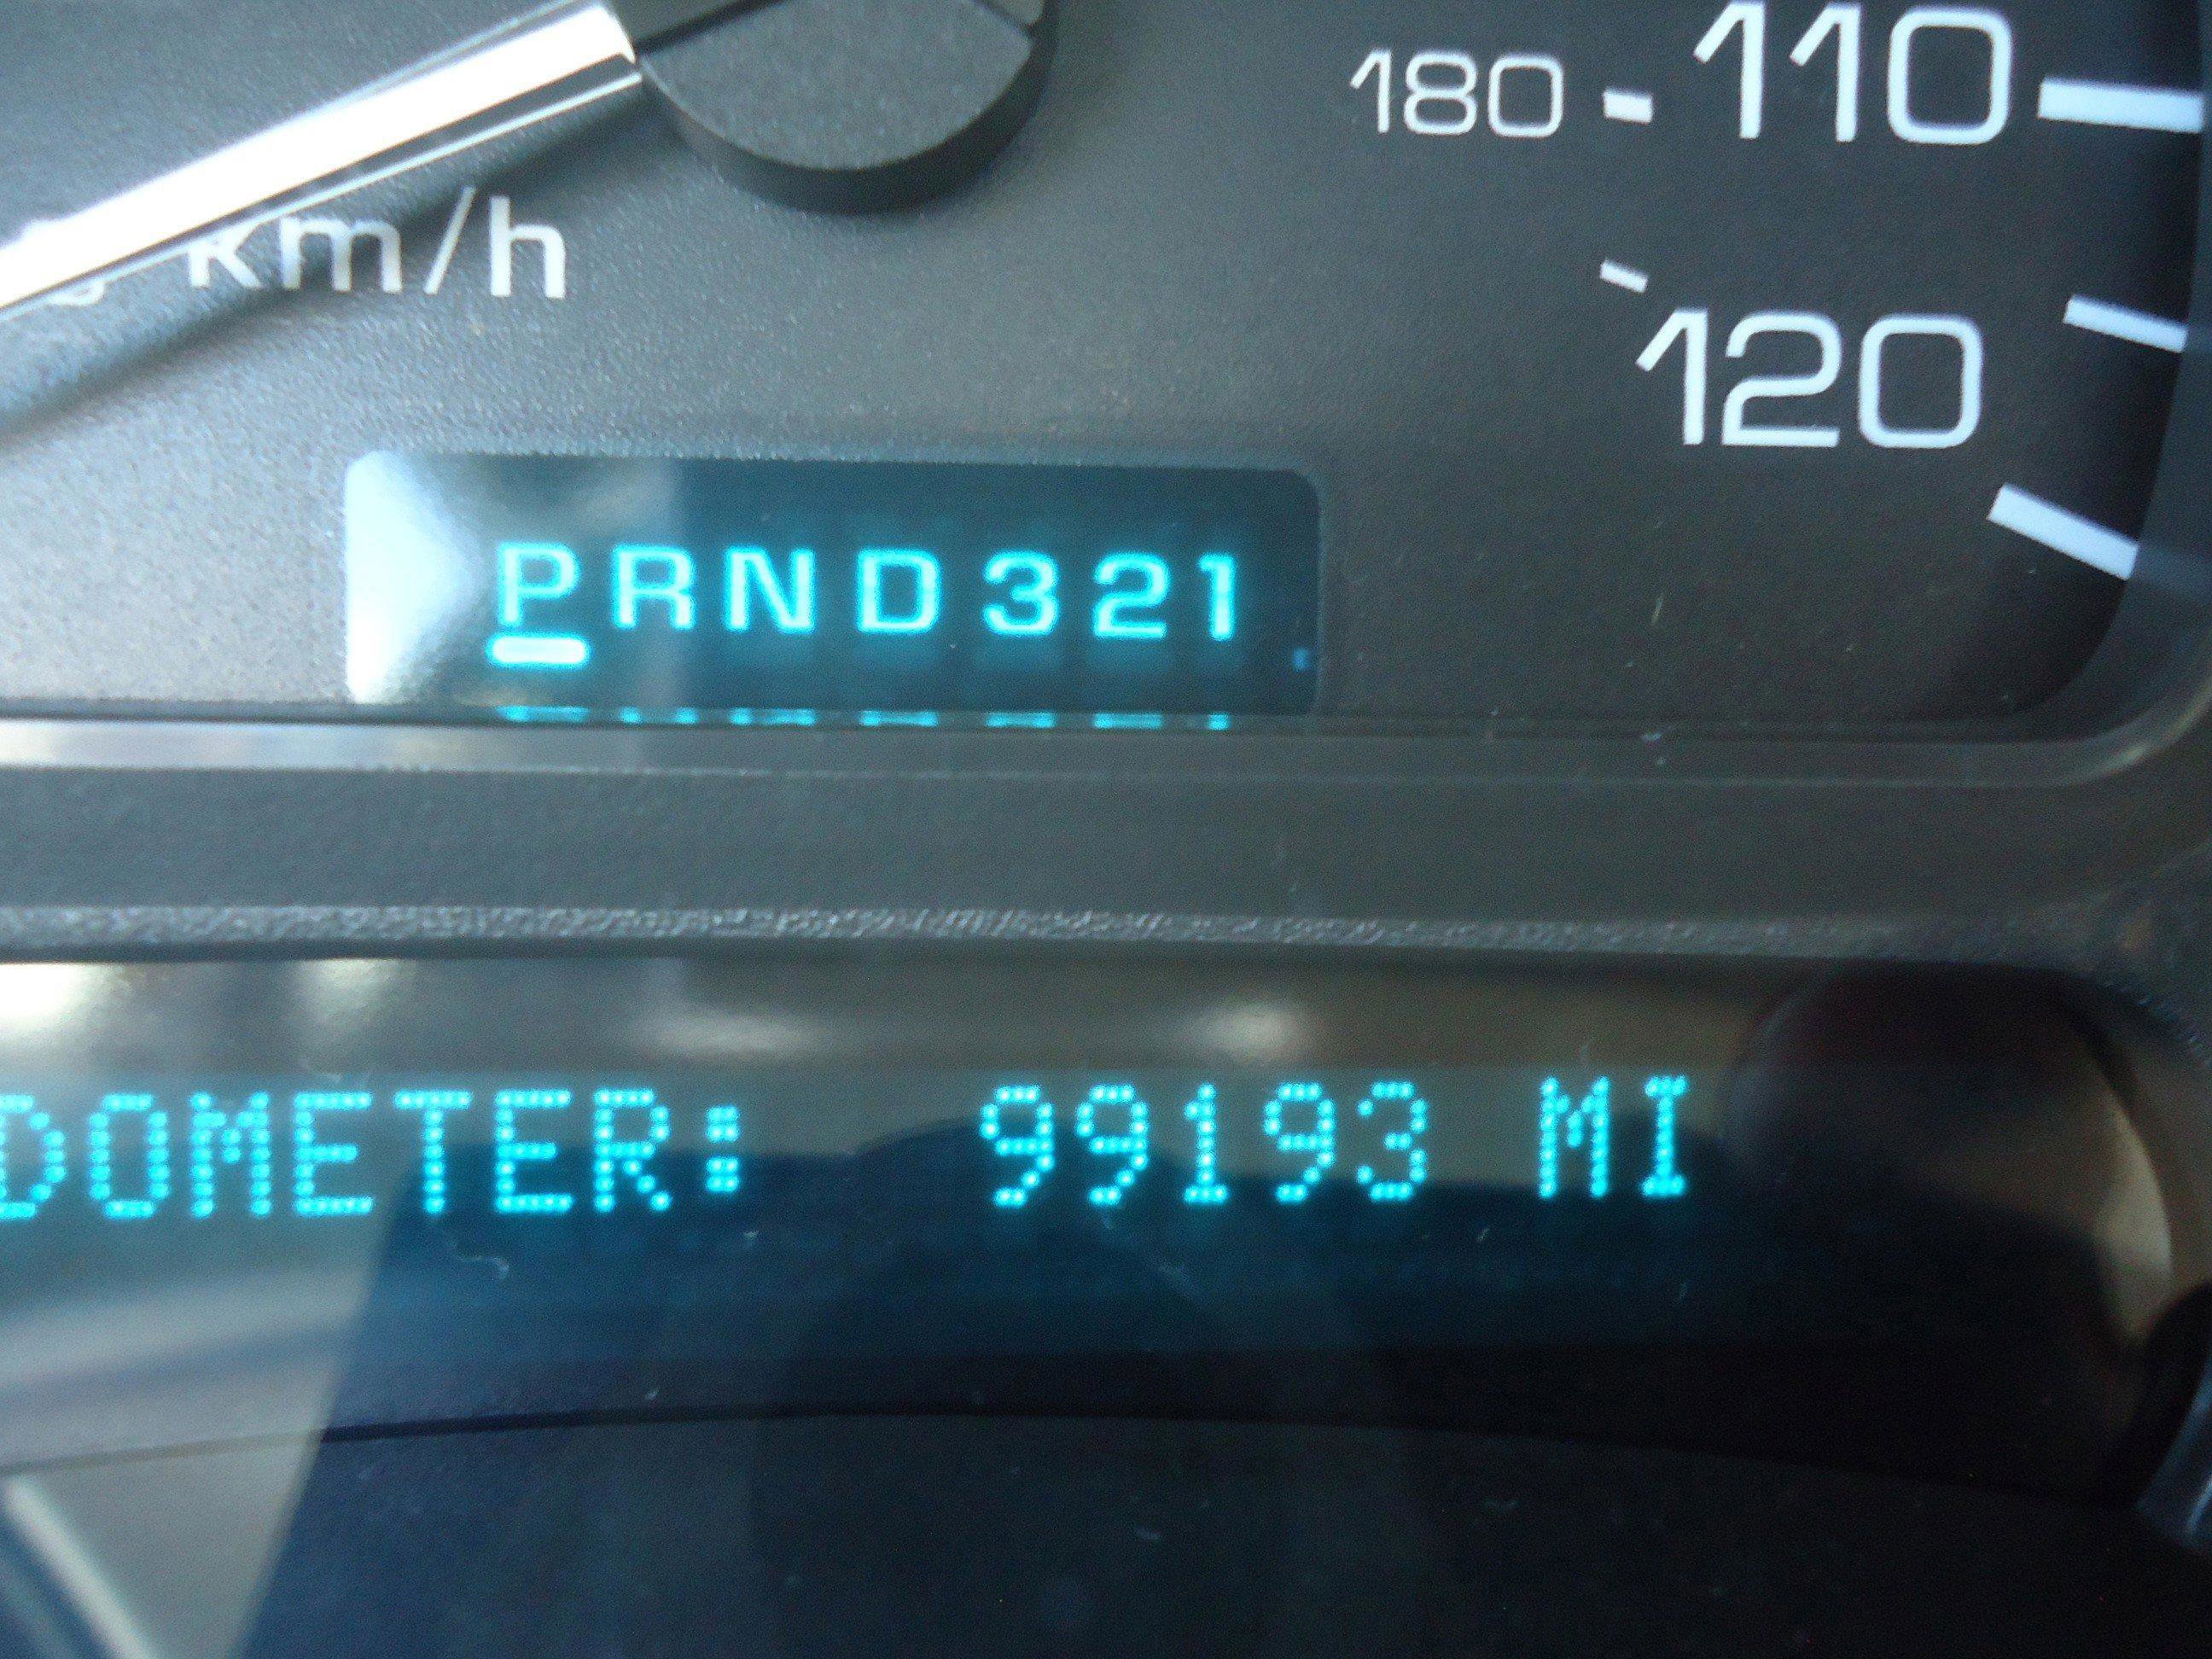 180 110
km/h
120
PRND321
DOMETER: 99193 MI